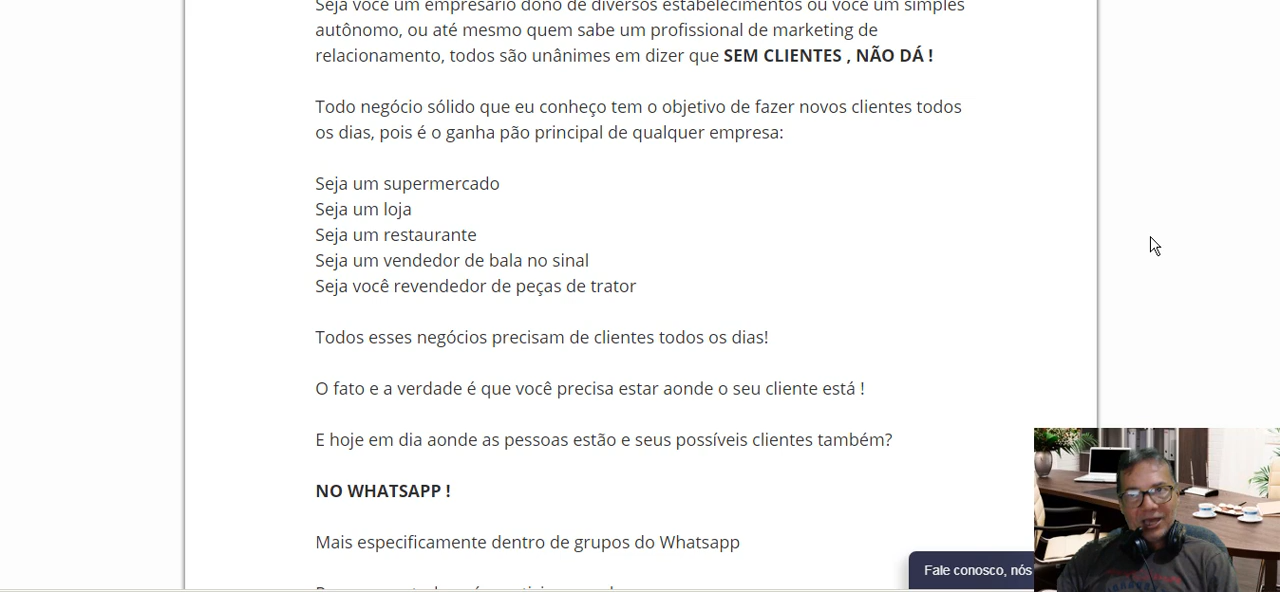 Seja você um empresário dono de diversos estabelecimentos ou você um simples
autônomo, ou até mesmo quem sabe um profissional de marketing de
relacionamento, todos são unânimes em dizer que SEM CLIENTES , NÃO DÁ !
Todo negócio sólido que eu conheço tem o objetivo de fazer novos clientes todos
os dias, pois é o ganha pão principal de qualquer empresa:
Seja um supermercado
Seja um loja
Seja um restaurante
Seja um vendedor de bala no sinal
Seja você revendedor de peças de trator
Todos esses negócios precisam de clientes todos os dias!
O fato e a verdade é que você precisa estar aonde o seu cliente está !
E hoje em dia aonde as pessoas estão e seus possíveis clientes também?
NO WHATSAPP !
Mais especificamente dentro de grupos do Whatsapp
Fale conosco, nós